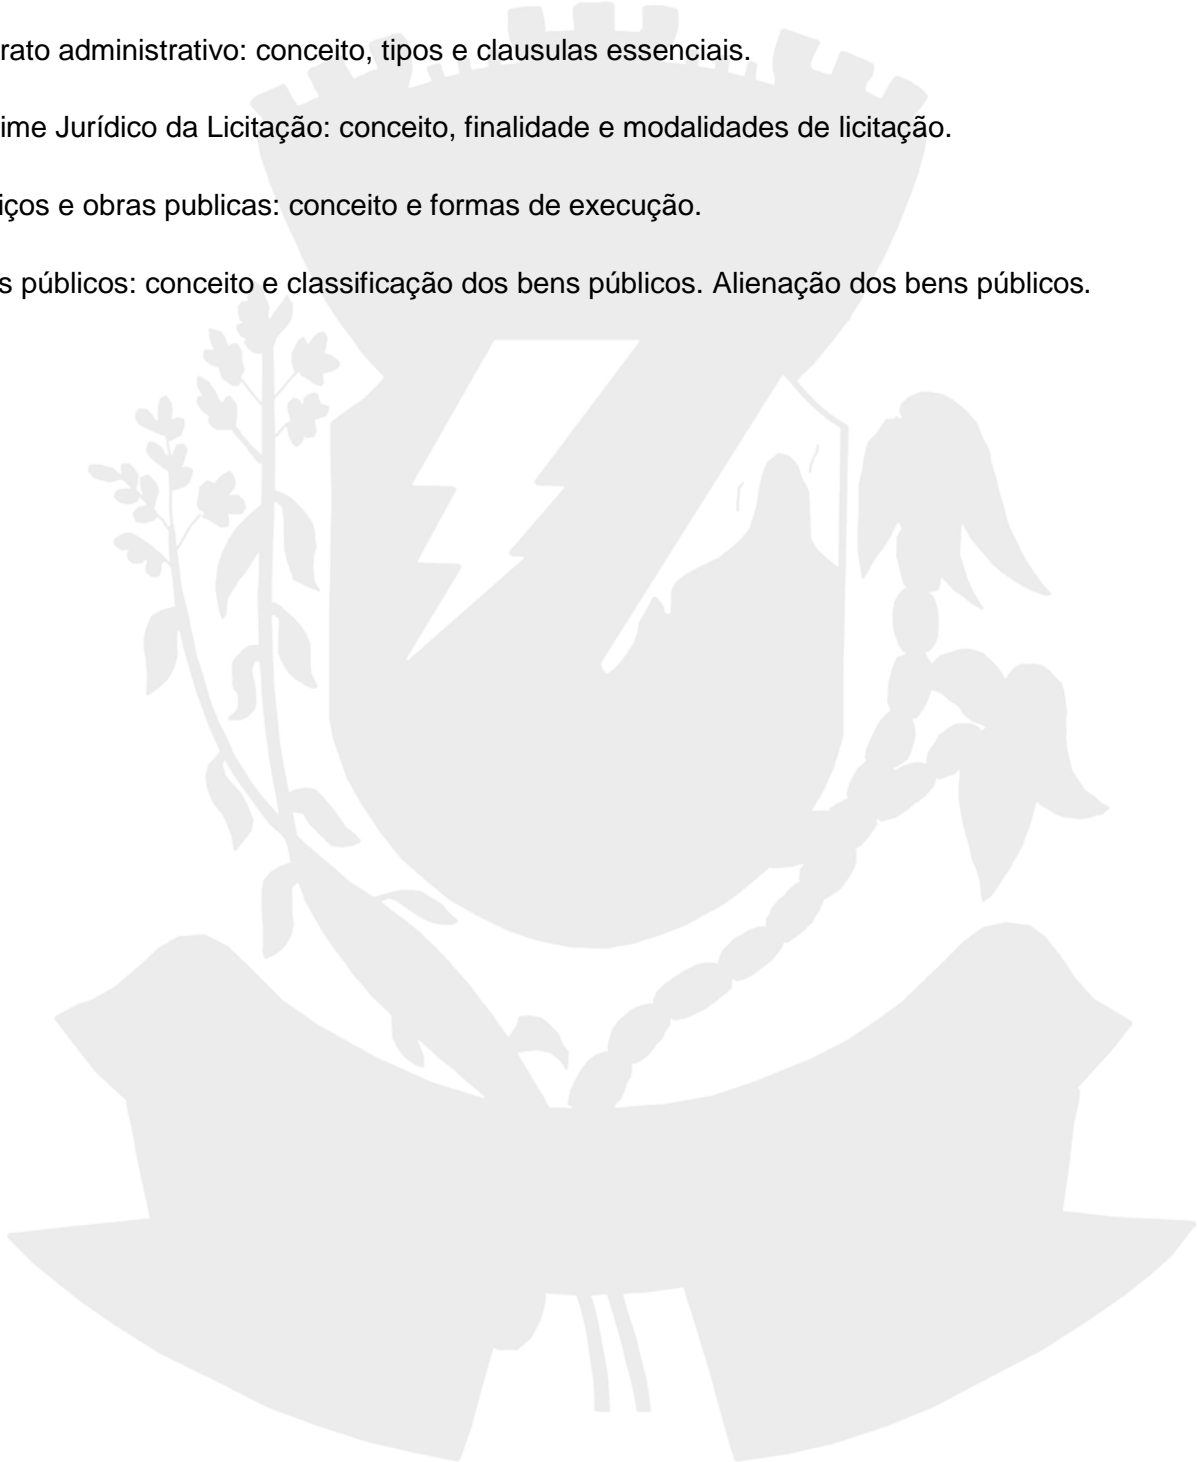 rato administrativo: conceito, tipos e clausulas essenciais.
ime Jurídico da Licitação: conceito, finalidade e modalidades de licitação.
iços e obras publicas: conceito e formas de execução.
s públicos: conceito e classificação dos bens públicos. Alienação dos bens públicos.